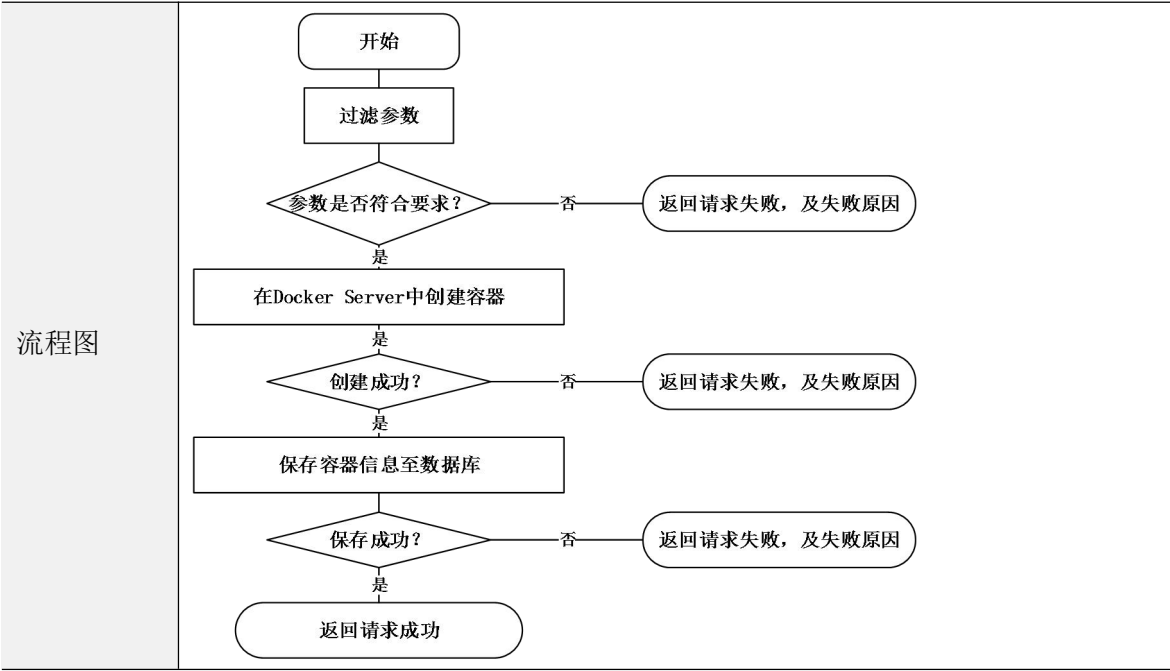 流程图
开始
过滤参数
参数是否符合要求？
否
返回请求失败，及失败原因
是
在Docker Server中创建容器
是
创建成功？
否
返回请求失败，及失败原因
是
保存容器信息至数据库
保存成功？
否
返回请求失败，及失败原因
是
返回请求成功